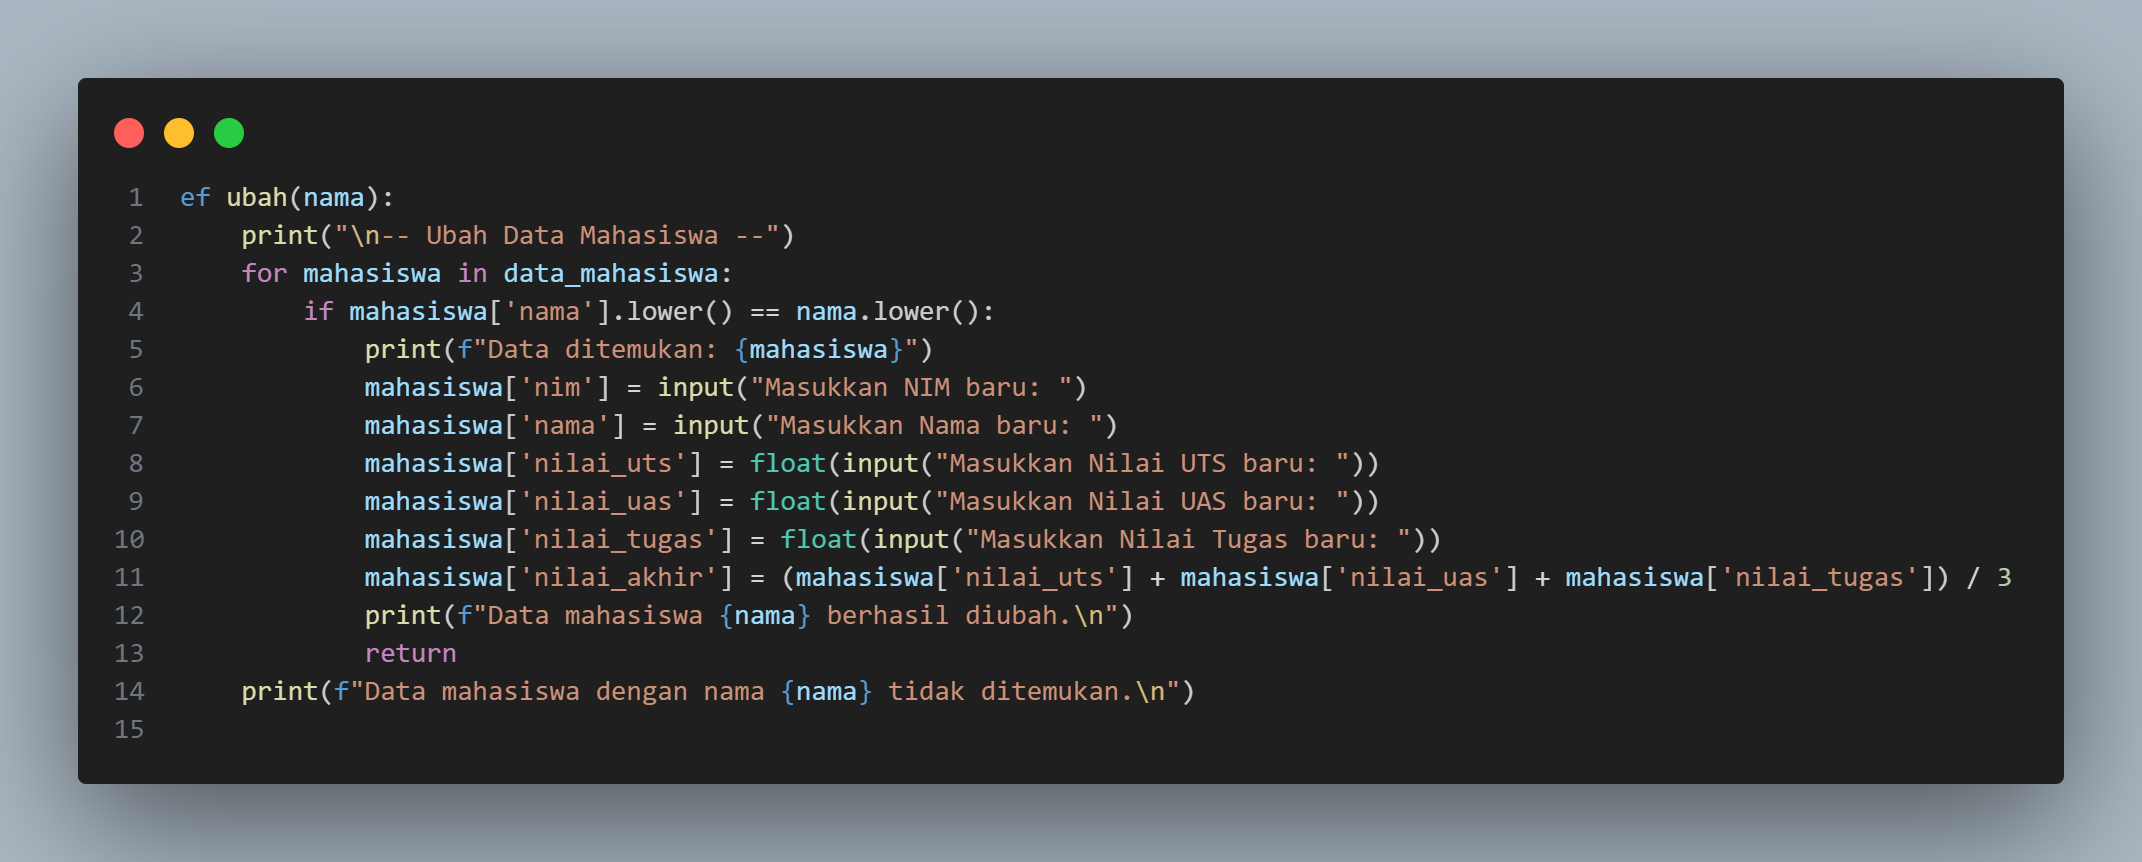 1 ef ubah(nama):
2     print("\n-- Ubah Data Mahasiswa --")
3     for mahasiswa in data_mahasiswa:
4         if mahasiswa['nama'].lower() == nama.lower():
5             print(f"Data ditemukan: {mahasiswa}")
6             mahasiswa['nim'] = input("Masukkan NIM baru: ")
7             mahasiswa['nama'] = input("Masukkan Nama baru: ")
8             mahasiswa['nilai_uts'] = float(input("Masukkan Nilai UTS baru: "))
9             mahasiswa['nilai_uas'] = float(input("Masukkan Nilai UAS baru: "))
10             mahasiswa['nilai_tugas'] = float(input("Masukkan Nilai Tugas baru: "))
11             mahasiswa['nilai_akhir'] = (mahasiswa['nilai_uts'] + mahasiswa['nilai_uas'] + mahasiswa['nilai_tugas']) / 3
12             print(f"Data mahasiswa {nama} berhasil diubah.\n")
13             return
14     print(f"Data mahasiswa dengan nama {nama} tidak ditemukan.\n")
15